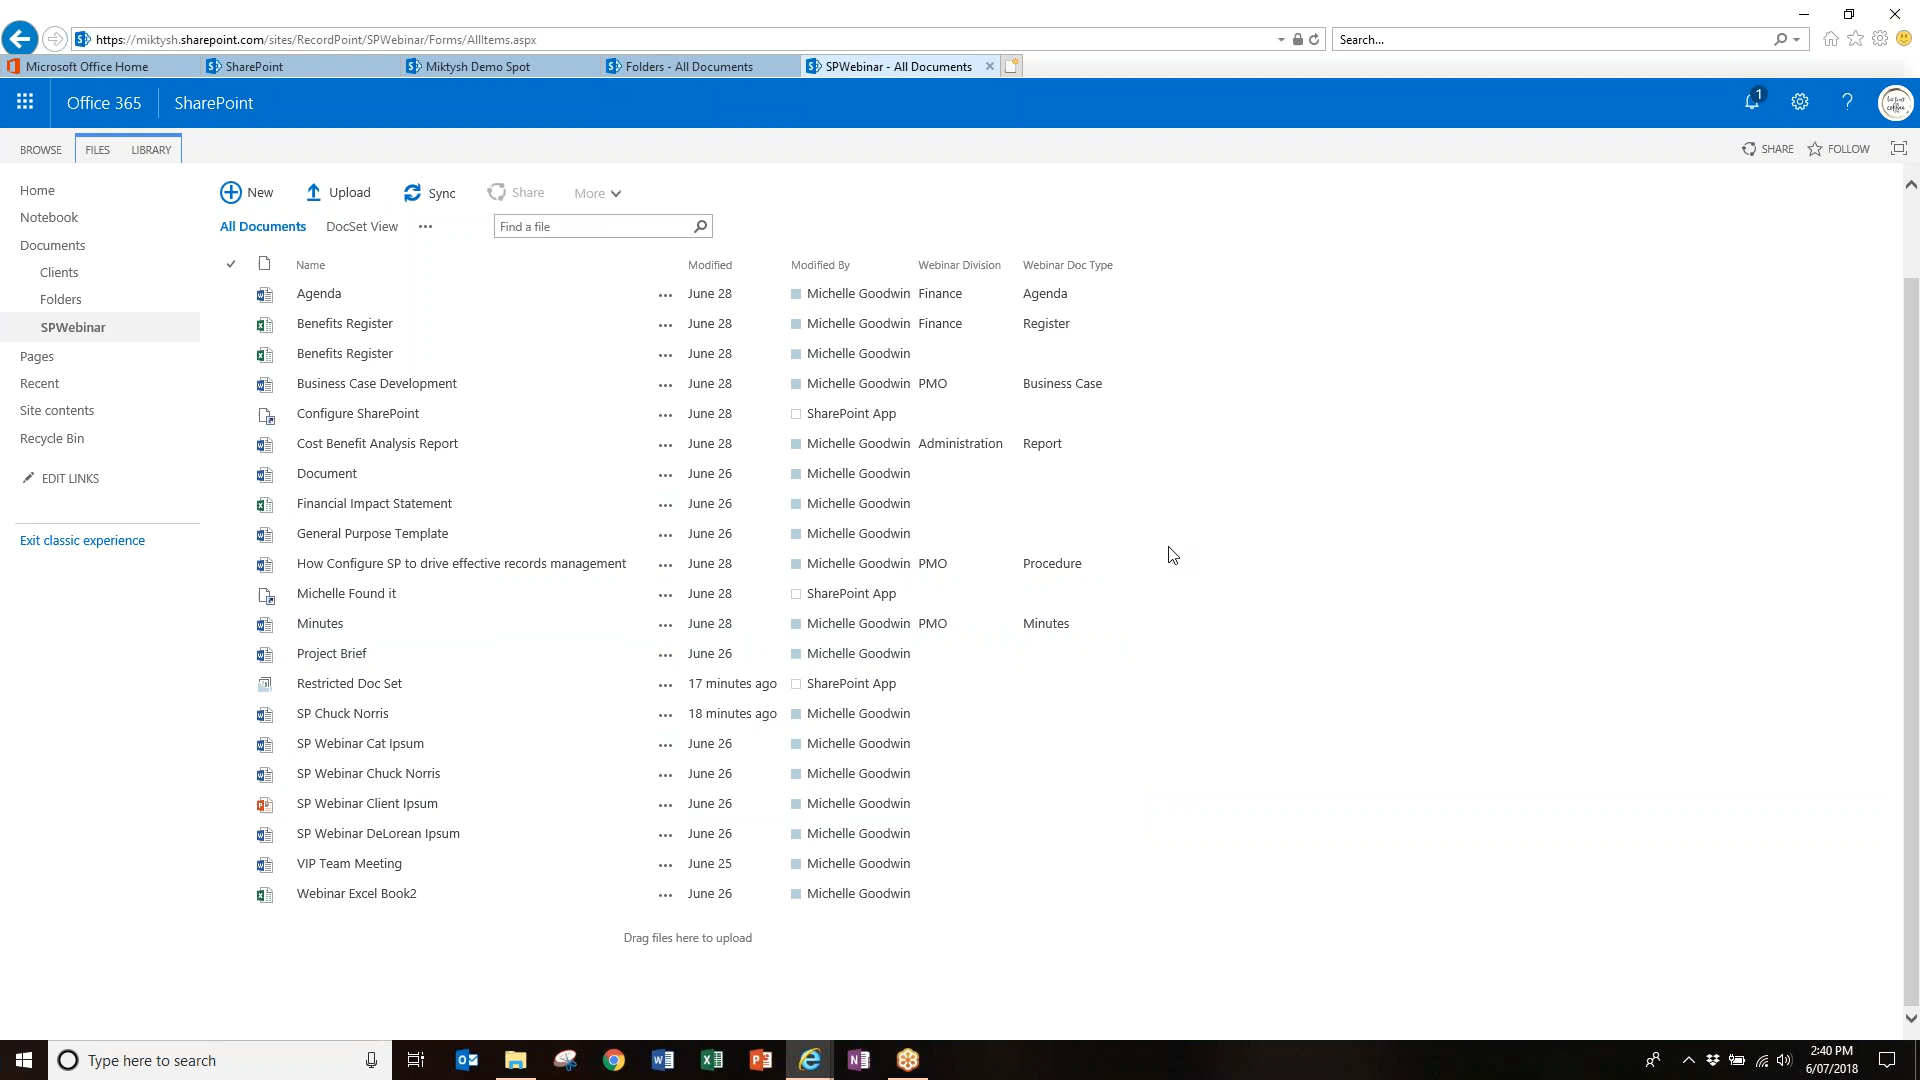 https://miktysh.sharepoint.com/sites/RecordPoint/SPWebinar/Forms/AllItems.aspx Search...
Microsoft Office Home SharePoint Miktysh Demo Spot Folders - All Documents SPWebinar - All Documents
Office 365 SharePoint 1
BROWSE FILES LIBRARY SHARE FOLLOW
Home
Notebook
Documents
Clients
Folders
SPWebinar
Pages
Recent
Site contents
Recycle Bin
EDIT LINKS
Exit classic experience
New Upload Sync Share More
All Documents DocSet View ... Find a file
Name Modified Modified By Webinar Division Webinar Doc Type
Agenda ... June 28 Michelle Goodwin Finance Agenda
Benefits Register ... June 28 Michelle Goodwin Finance Register
Benefits Register ... June 28 Michelle Goodwin
Business Case Development ... June 28 Michelle Goodwin PMO Business Case
Configure SharePoint ... June 28 SharePoint App
Cost Benefit Analysis Report ... June 28 Michelle Goodwin Administration Report
Document ... June 26 Michelle Goodwin
Financial Impact Statement ... June 26 Michelle Goodwin
General Purpose Template ... June 26 Michelle Goodwin
How Configure SP to drive effective records management ... June 28 Michelle Goodwin PMO Procedure
Michelle Found it ... June 28 SharePoint App
Minutes ... June 28 Michelle Goodwin PMO Minutes
Project Brief ... June 26 Michelle Goodwin
Restricted Doc Set ... 17 minutes ago SharePoint App
SP Chuck Norris ... 18 minutes ago Michelle Goodwin
SP Webinar Cat Ipsum ... June 26 Michelle Goodwin
SP Webinar Chuck Norris ... June 26 Michelle Goodwin
SP Webinar Client Ipsum ... June 26 Michelle Goodwin
SP Webinar DeLorean Ipsum ... June 26 Michelle Goodwin
VIP Team Meeting ... June 25 Michelle Goodwin
Webinar Excel Book2 ... June 26 Michelle Goodwin
Drag files here to upload
Type here to search
2:40 PM
6/07/2018